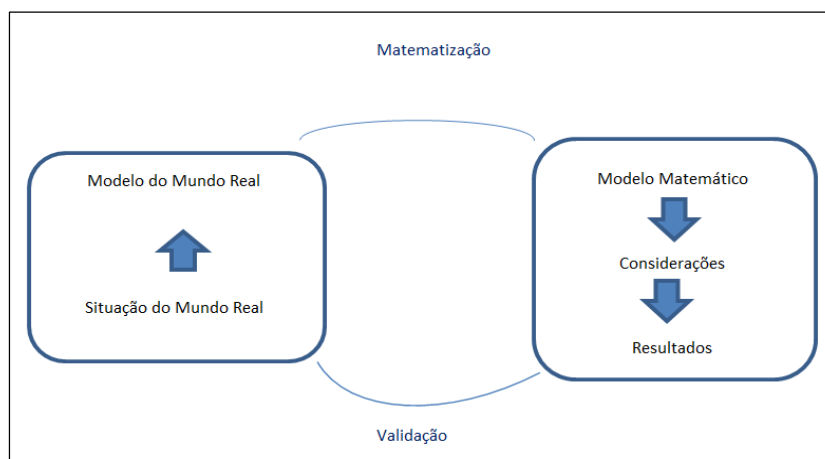 Matematização
Modelo do Mundo Real
Situação do Mundo Real
Modelo Matemático
Considerações
Resultados
Validação